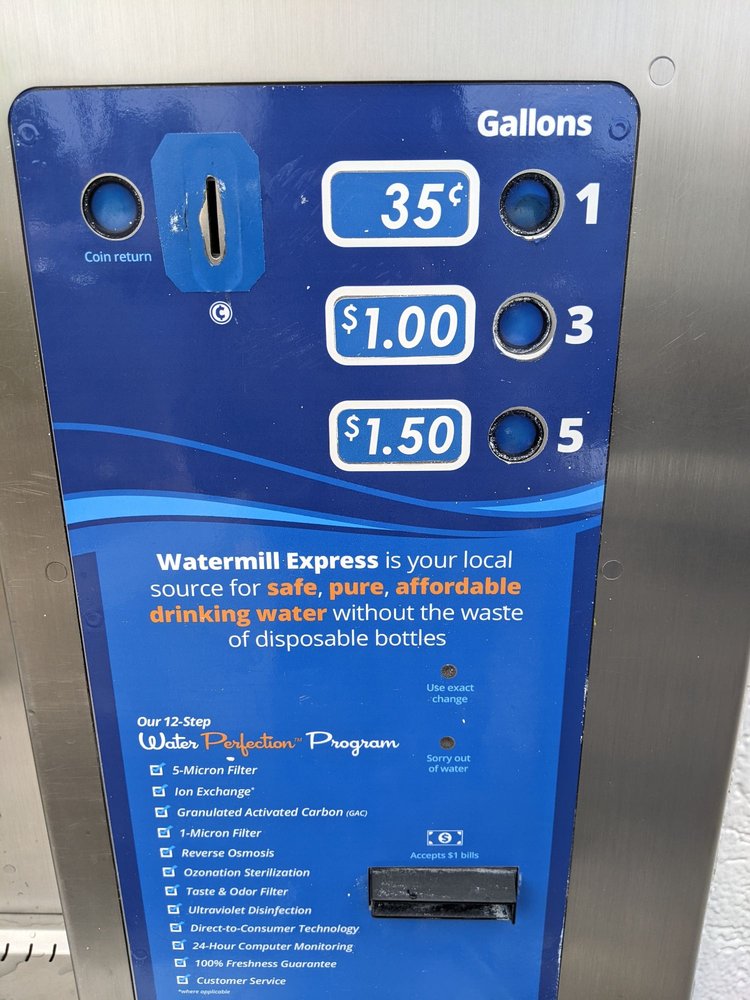 Gallons
Coin return
35¢ 1
$1.00 3
$1.50 5
Watermill Express is your local
source for safe, pure, affordable
drinking water without the waste
of disposable bottles
Use exact
change
Sorry out
of water
Our 12-Step
Water Perfection™ Program
5-Micron Filter
Ion Exchange*
Granulated Activated Carbon (GAC)
1-Micron Filter
Reverse Osmosis
Ozonation Sterilization
Taste & Odor Filter
Ultraviolet Disinfection
Direct-to-Consumer Technology
24-Hour Computer Monitoring
100% Freshness Guarantee
Customer Service
*where applicable
$
Accepts $1 bills